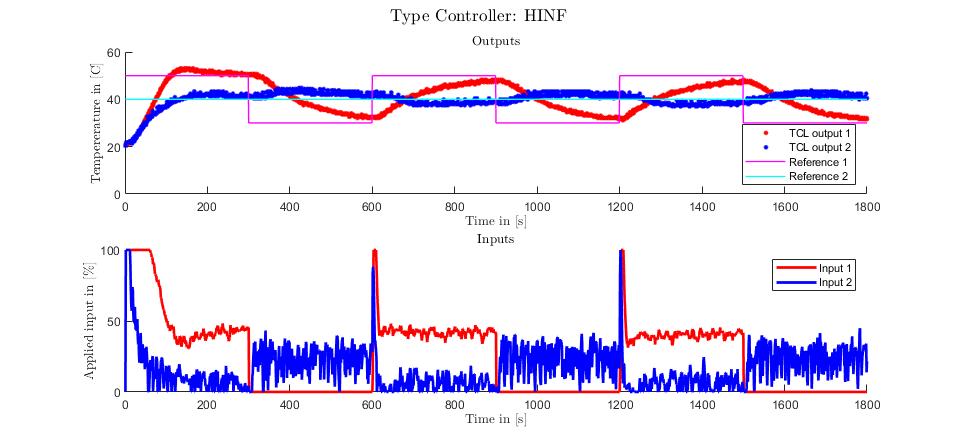 Type Controller: HINF
Outputs
Tempererature in [C]
60
40
20
0
TCL output 1
TCL output 2
Reference 1
Reference 2
0 200 400 600 800 1000 1200 1400 1600 1800
Time in [s]
Inputs
Applied input in [%]
100
50
0
Input 1
Input 2
0 200 400 600 800 1000 1200 1400 1600 1800
Time in [s]